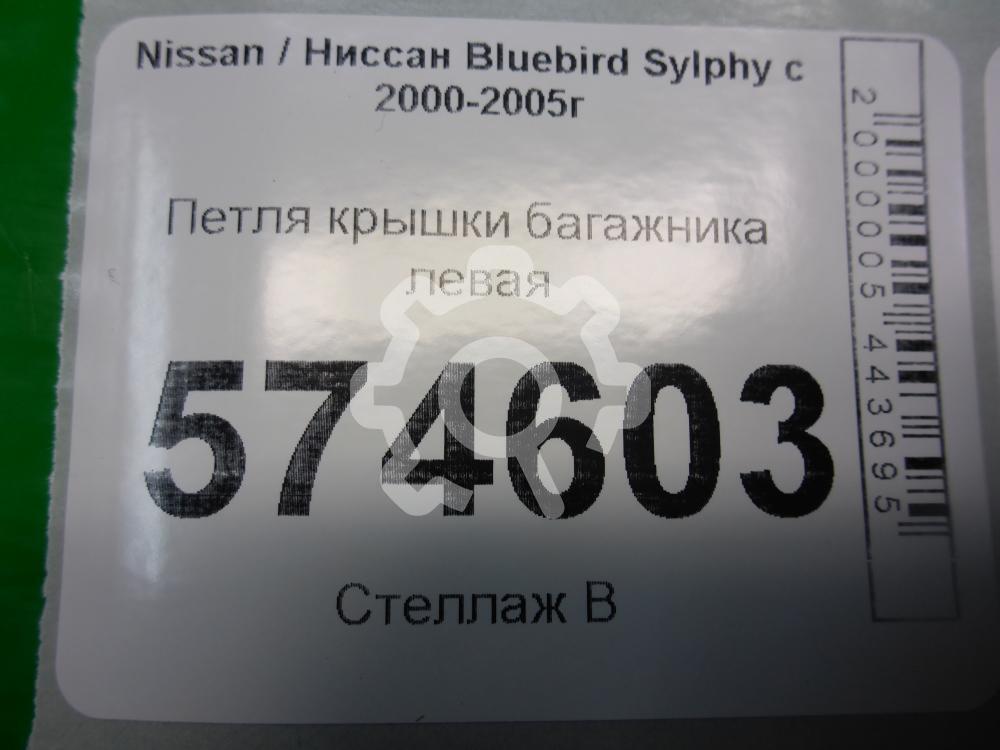 Nissan / Ниссан Bluebird Sylphy с
2000-2005г
Петля крышки багажника
левая
574603
Стеллаж В
2000005443695